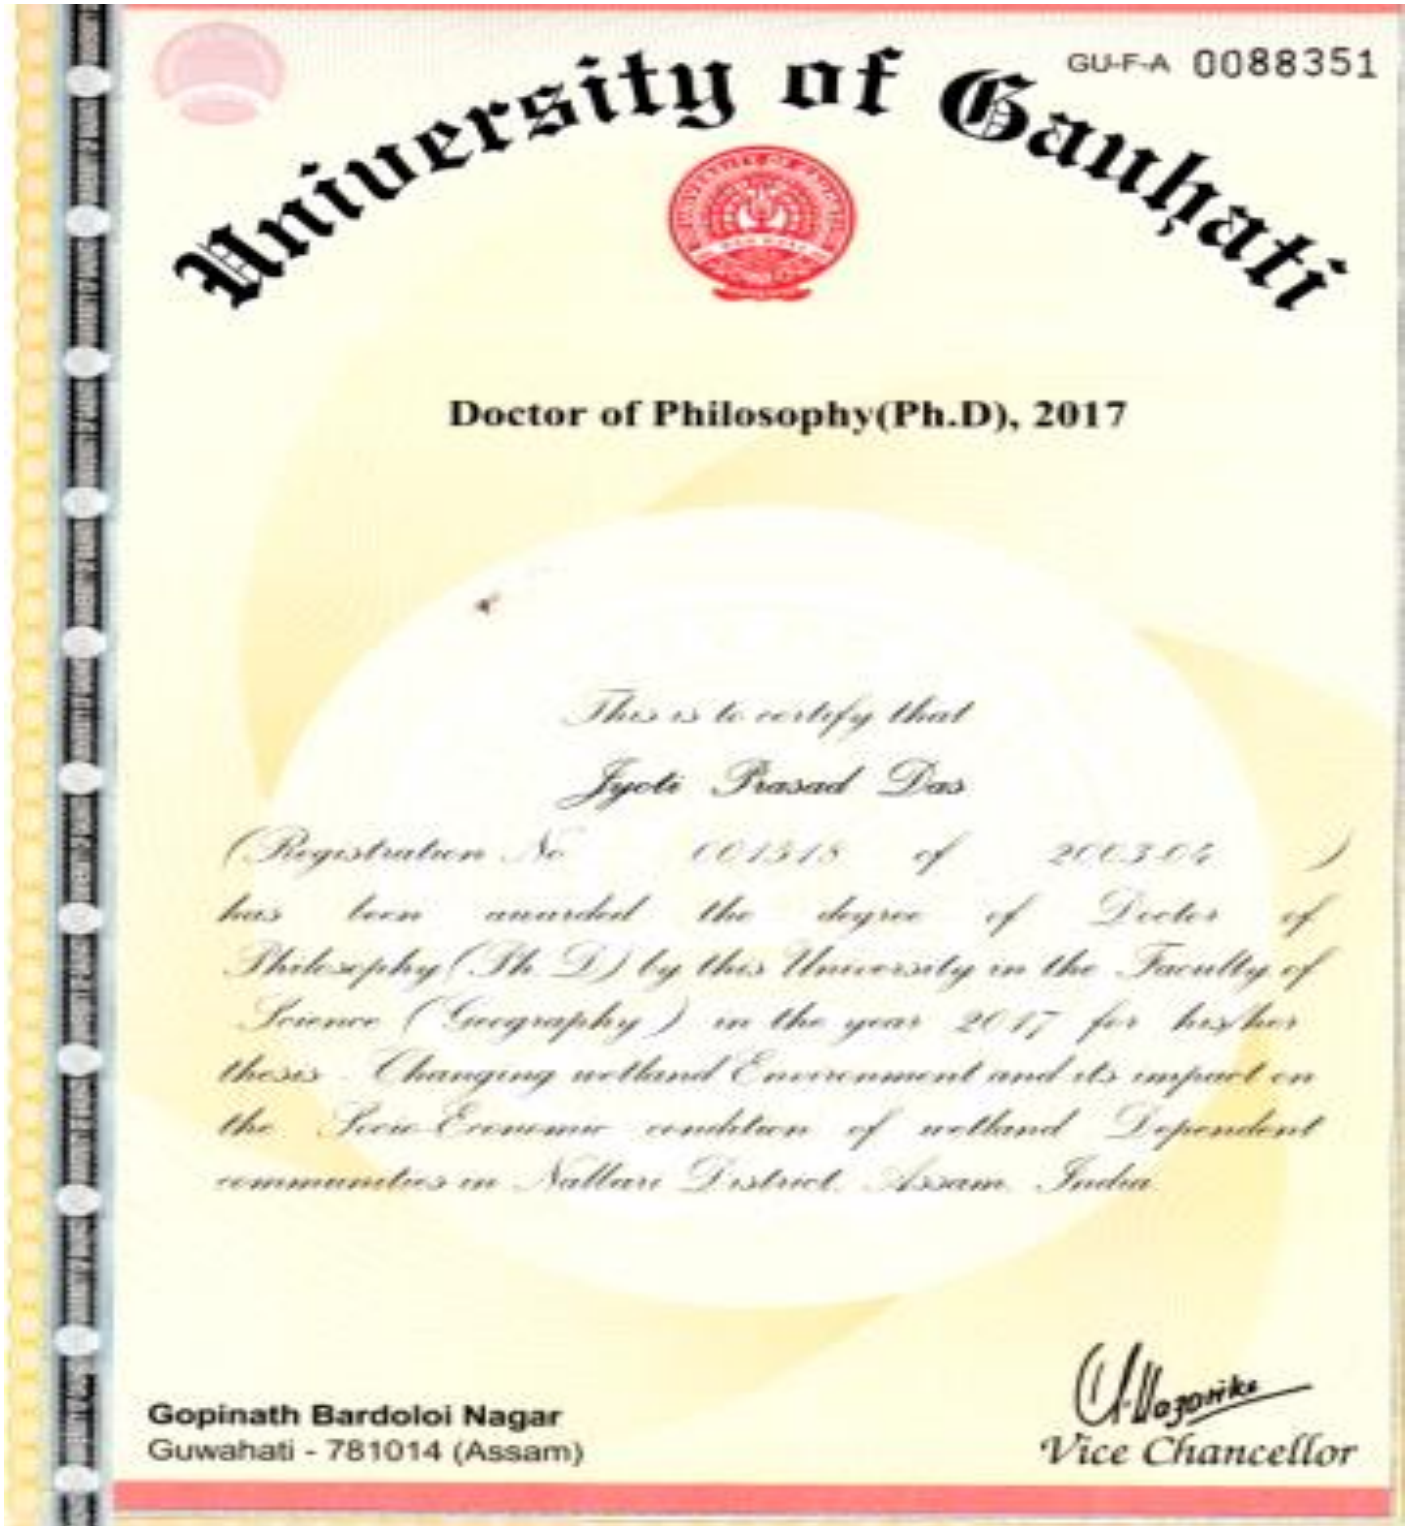 GU-F-A 0088351
University of Gauhati
Doctor of Philosophy(Ph.D), 2017
This is to certify that
Jyoti Prasad Das
(Registration No 001518 of 2003-04 )
has been awarded the degree of Doctor of
Philosophy(Ph. D) by this University in the Faculty of
Science (Geography) in the year 2017 for his/her
thesis Changing wetland Environment and its impact on
the Socio-Economic condition of wetland Dependent
communities in Nalbari District, Assam, India
Gopinath Bardoloi Nagar
Guwahati - 781014 (Assam)
Vice Chancellor